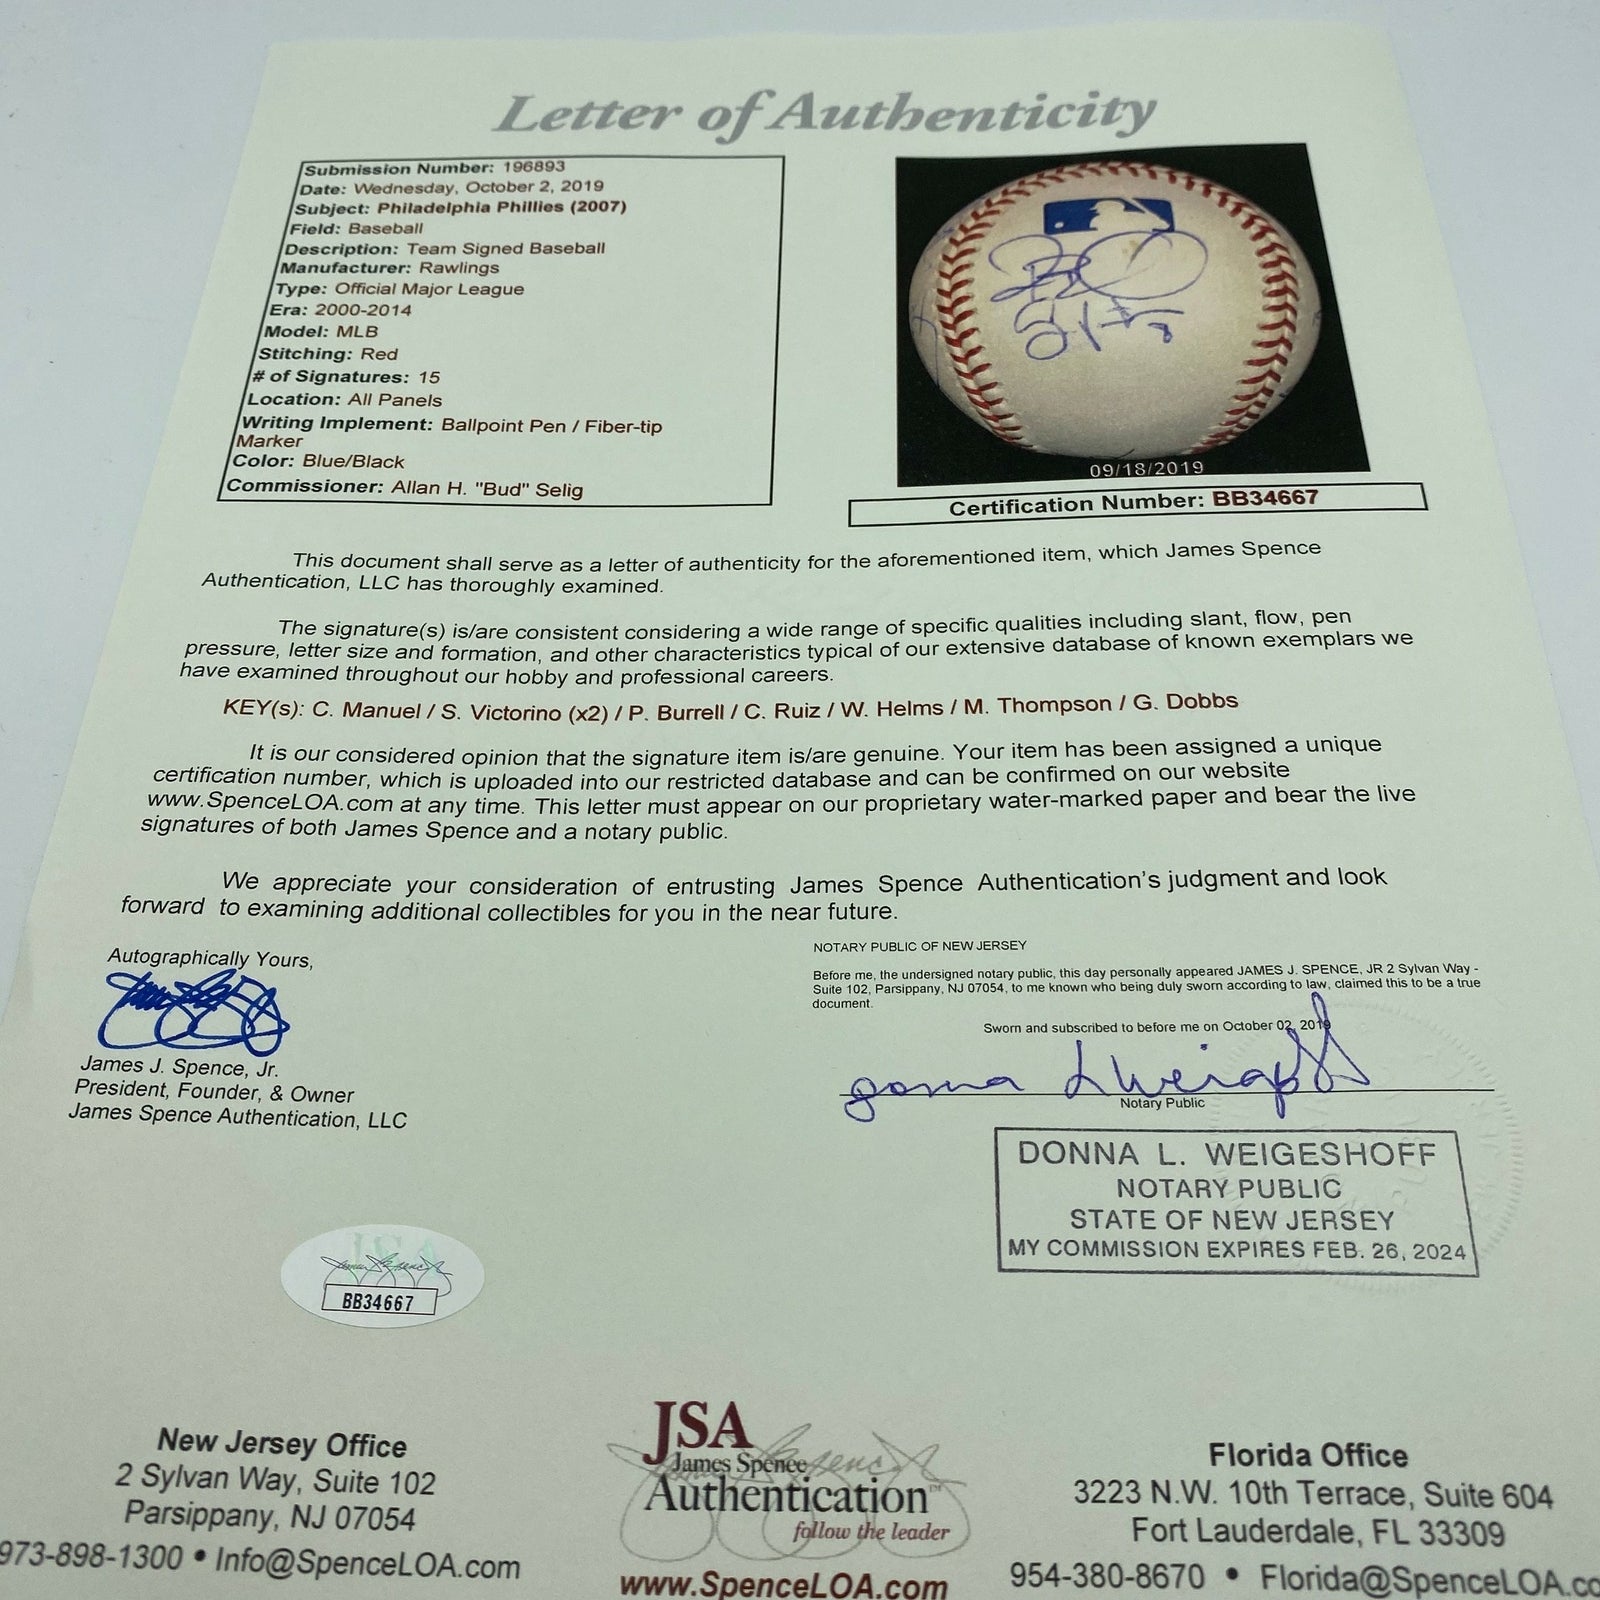 Letter of Authenticity
Submission Number: 196893
Date: Wednesday, October 2, 2019
Subject: Philadelphia Phillies (2007)
Field: Baseball
Description: Team Signed Baseball
Manufacturer: Rawlings
Type: Official Major League
Era: 2000-2014
Model: MLB
Stitching: Red
# of Signatures: 15
Location: All Panels
Writing Implement: Ballpoint Pen / Fiber-tip
Marker
Color: Blue/Black
Commissioner: Allan H. "Bud" Selig
09/18/2019
Certification Number: BB34667
This document shall serve as a letter of authenticity for the aforementioned item, which James Spence
Authentication, LLC has thoroughly examined.
The signature(s) is/are consistent considering a wide range of specific qualities including slant, flow, pen
pressure, letter size and formation, and other characteristics typical of our extensive database of known exemplars we
have examined throughout our hobby and professional careers.
KEY(s): C. Manuel / S. Victorino (x2) / P. Burrell / C. Ruiz / W. Helms / M. Thompson / G. Dobbs
It is our considered opinion that the signature item is/are genuine. Your item has been assigned a unique
certification number, which is uploaded into our restricted database and can be confirmed on our website
www.SpenceLOA.com at any time. This letter must appear on our proprietary water-marked paper and bear the live
signatures of both James Spence and a notary public.
We appreciate your consideration of entrusting James Spence Authentication's judgment and look
forward to examining additional collectibles for you in the near future.
Autographically Yours,
James J. Spence, Jr.
President, Founder, & Owner
James Spence Authentication, LLC
NOTARY PUBLIC OF NEW JERSEY
Before me, the undersigned notary public, this day personally appeared JAMES J. SPENCE, JR 2 Sylvan Way -
Suite 102, Parsippany, NJ 07054, to me known who being duly sworn according to law, claimed this to be a true
document.
Sworn and subscribed to before me on October 02, 2019
Notary Public
DONNA L. WEIGESHOFF
NOTARY PUBLIC
STATE OF NEW JERSEY
MY COMMISSION EXPIRES FEB. 26, 2024
JSA
BB34667
New Jersey Office
2 Sylvan Way, Suite 102
Parsippany, NJ 07054
973-898-1300 • Info@SpenceLOA.com
JSA
James Spence
Authentication™
follow the leader
www.SpenceLOA.com
Florida Office
3223 N.W. 10th Terrace, Suite 604
Fort Lauderdale, FL 33309
954-380-8670 • Florida@SpenceLOA.co